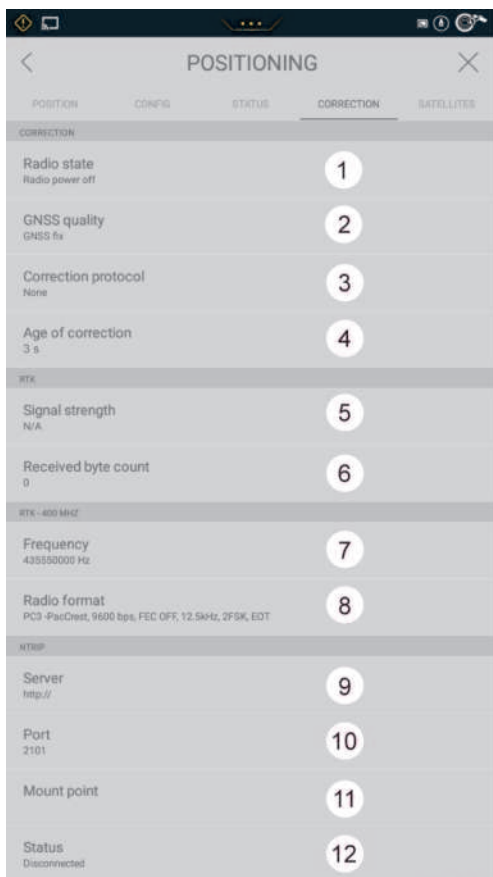 POSITIONING
POSITION CONFIG STATUS CORRECTION SATELLITES
CORRECTION
Radio state
Radio power off
1
GNSS quality
GNSS fix
2
Correction protocol
None
3
Age of correction
3 s
4
RTK
Signal strength
N/A
5
Received byte count
0
6
RTK - 400 MHZ
Frequency
435550000 Hz
7
Radio format
PC3 -PacCrest, 9600 bps, FEC OFF, 12.5kHz, 2FSK, EOT
8
NTRIP
Server
http://
9
Port
2101
10
Mount point
11
Status
Disconnected
12